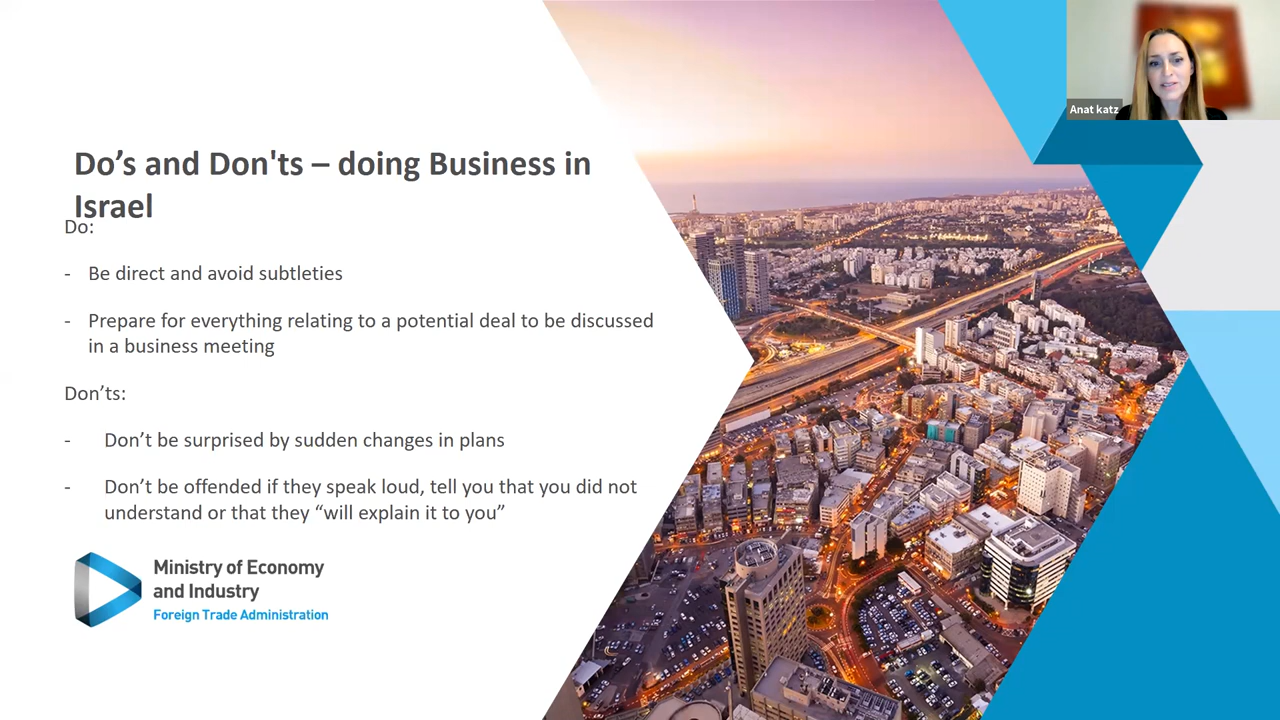 Anat katz
Do’s and Don'ts – doing Business in
Israel
Do:
- Be direct and avoid subtleties
- Prepare for everything relating to a potential deal to be discussed
in a business meeting
Don’ts:
- Don’t be surprised by sudden changes in plans
- Don’t be offended if they speak loud, tell you that you did not
understand or that they “will explain it to you”
Ministry of Economy
and Industry
Foreign Trade Administration